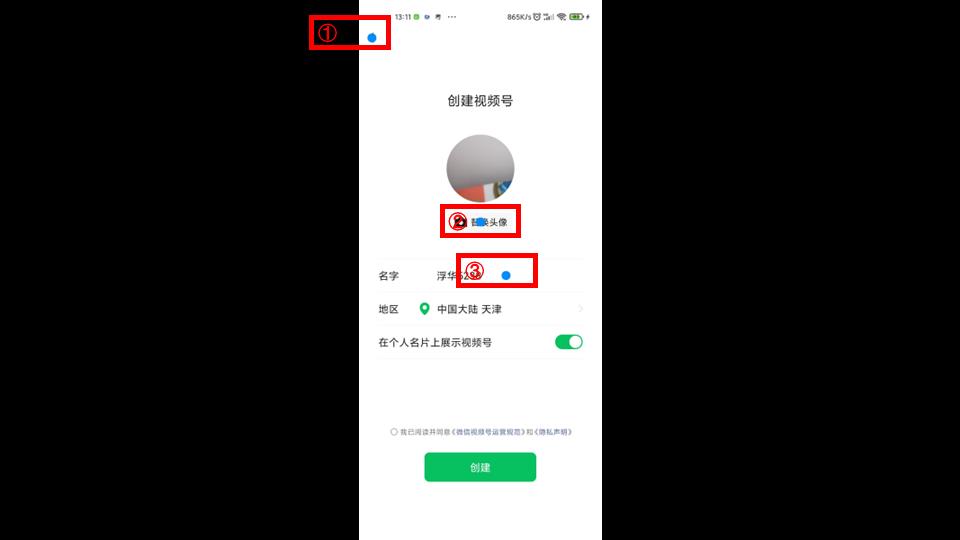 13:11
865K/s
①
创建视频号
② 替换头像
③
名字 浮华
地区 中国大陆 天津
在个人名片上展示视频号
我已阅读并同意《微信视频号运营规范》和《隐私声明》
创建